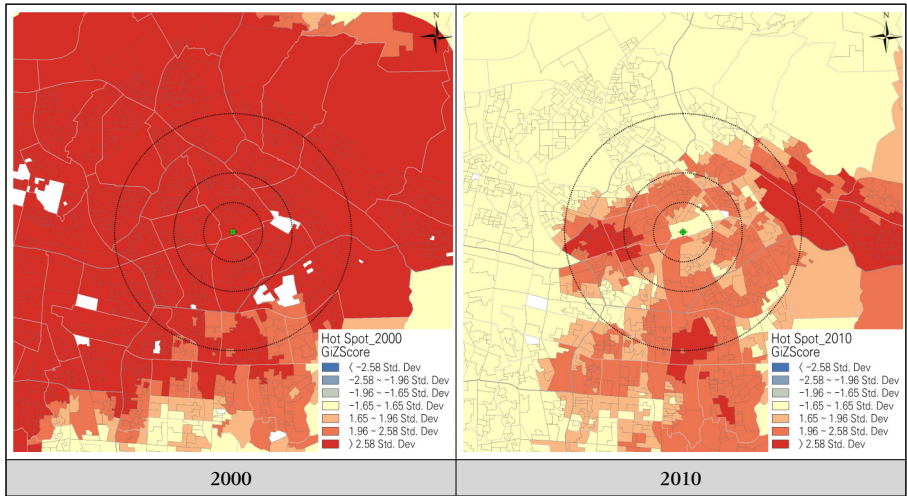 N
Hot Spot_2000
GiZScore
< -2.58 Std. Dev
-2.58 ~ -1.96 Std. Dev
-1.96 ~ -1.65 Std. Dev
-1.65 ~ 1.65 Std. Dev
1.65 ~ 1.96 Std. Dev
1.96 ~ 2.58 Std. Dev
> 2.58 Std. Dev
2000
N
Hot Spot_2010
GiZScore
< -2.58 Std. Dev
-2.58 ~ -1.96 Std. Dev
-1.96 ~ -1.65 Std. Dev
-1.65 ~ 1.65 Std. Dev
1.65 ~ 1.96 Std. Dev
1.96 ~ 2.58 Std. Dev
> 2.58 Std. Dev
2010